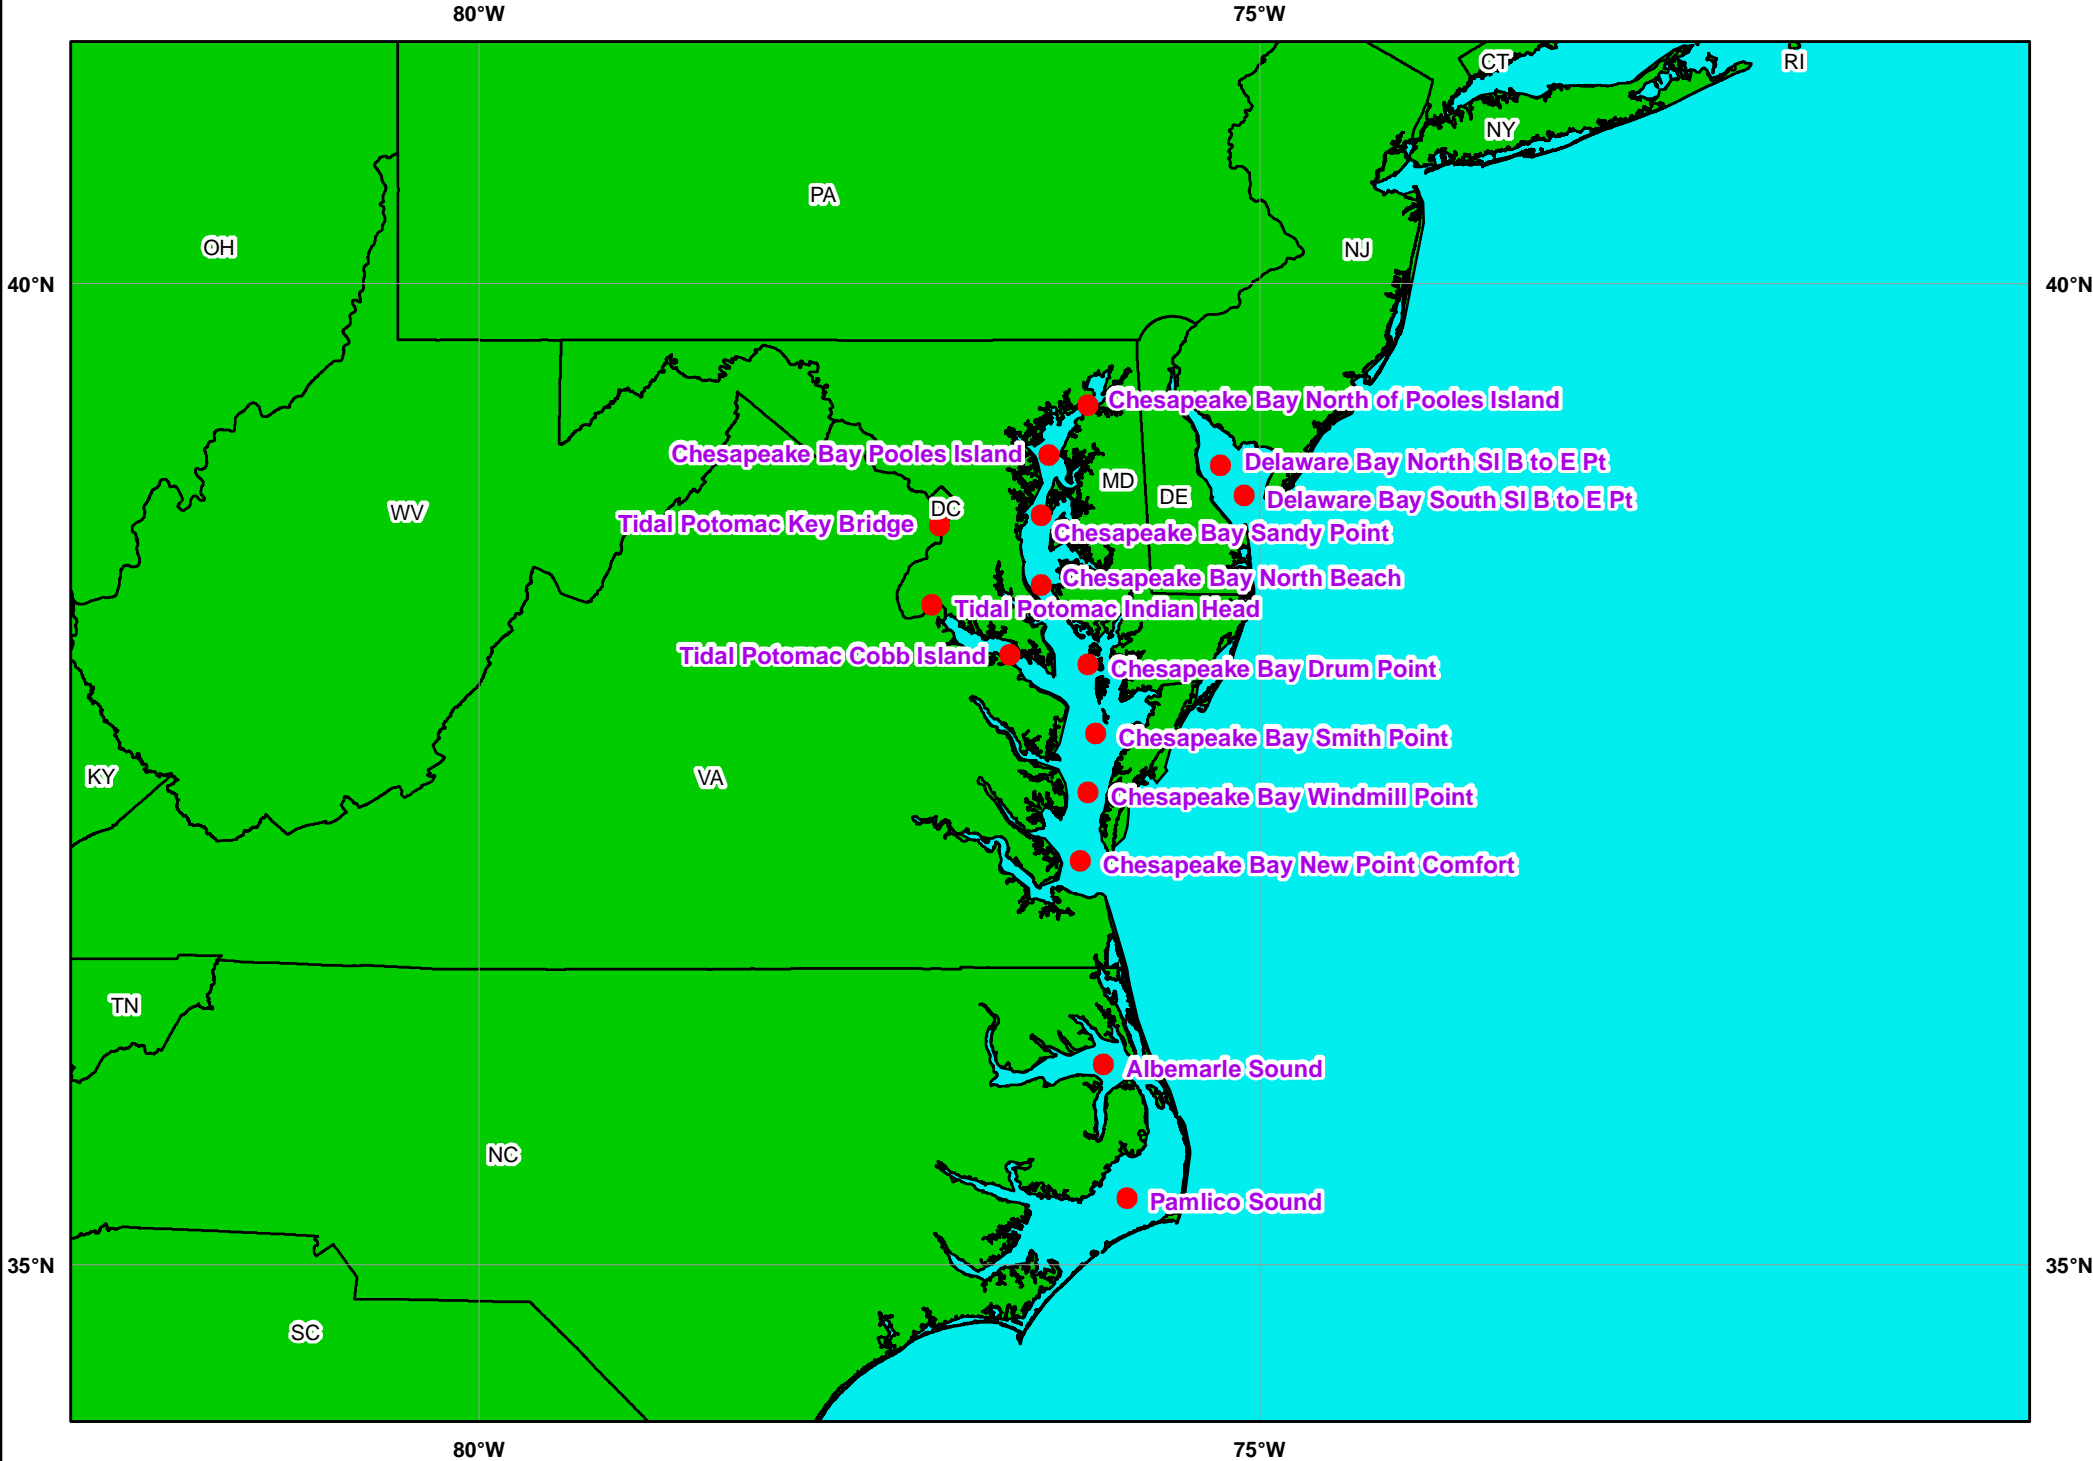 80°W 75°W
CT RI
NY
PA
OH NJ
40°N 40°N
Chesapeake Bay North of Pooles Island
Chesapeake Bay Pooles Island
Delaware Bay North Sl B to E Pt
MD
DE
Delaware Bay South Sl B to E Pt
WV
DC
Tidal Potomac Key Bridge
Chesapeake Bay Sandy Point
Chesapeake Bay North Beach
Tidal Potomac Indian Head
Tidal Potomac Cobb Island
Chesapeake Bay Drum Point
Chesapeake Bay Smith Point
KY VA
Chesapeake Bay Windmill Point
Chesapeake Bay New Point Comfort
TN
Albemarle Sound
NC
Pamlico Sound
35°N 35°N
SC
80°W 75°W